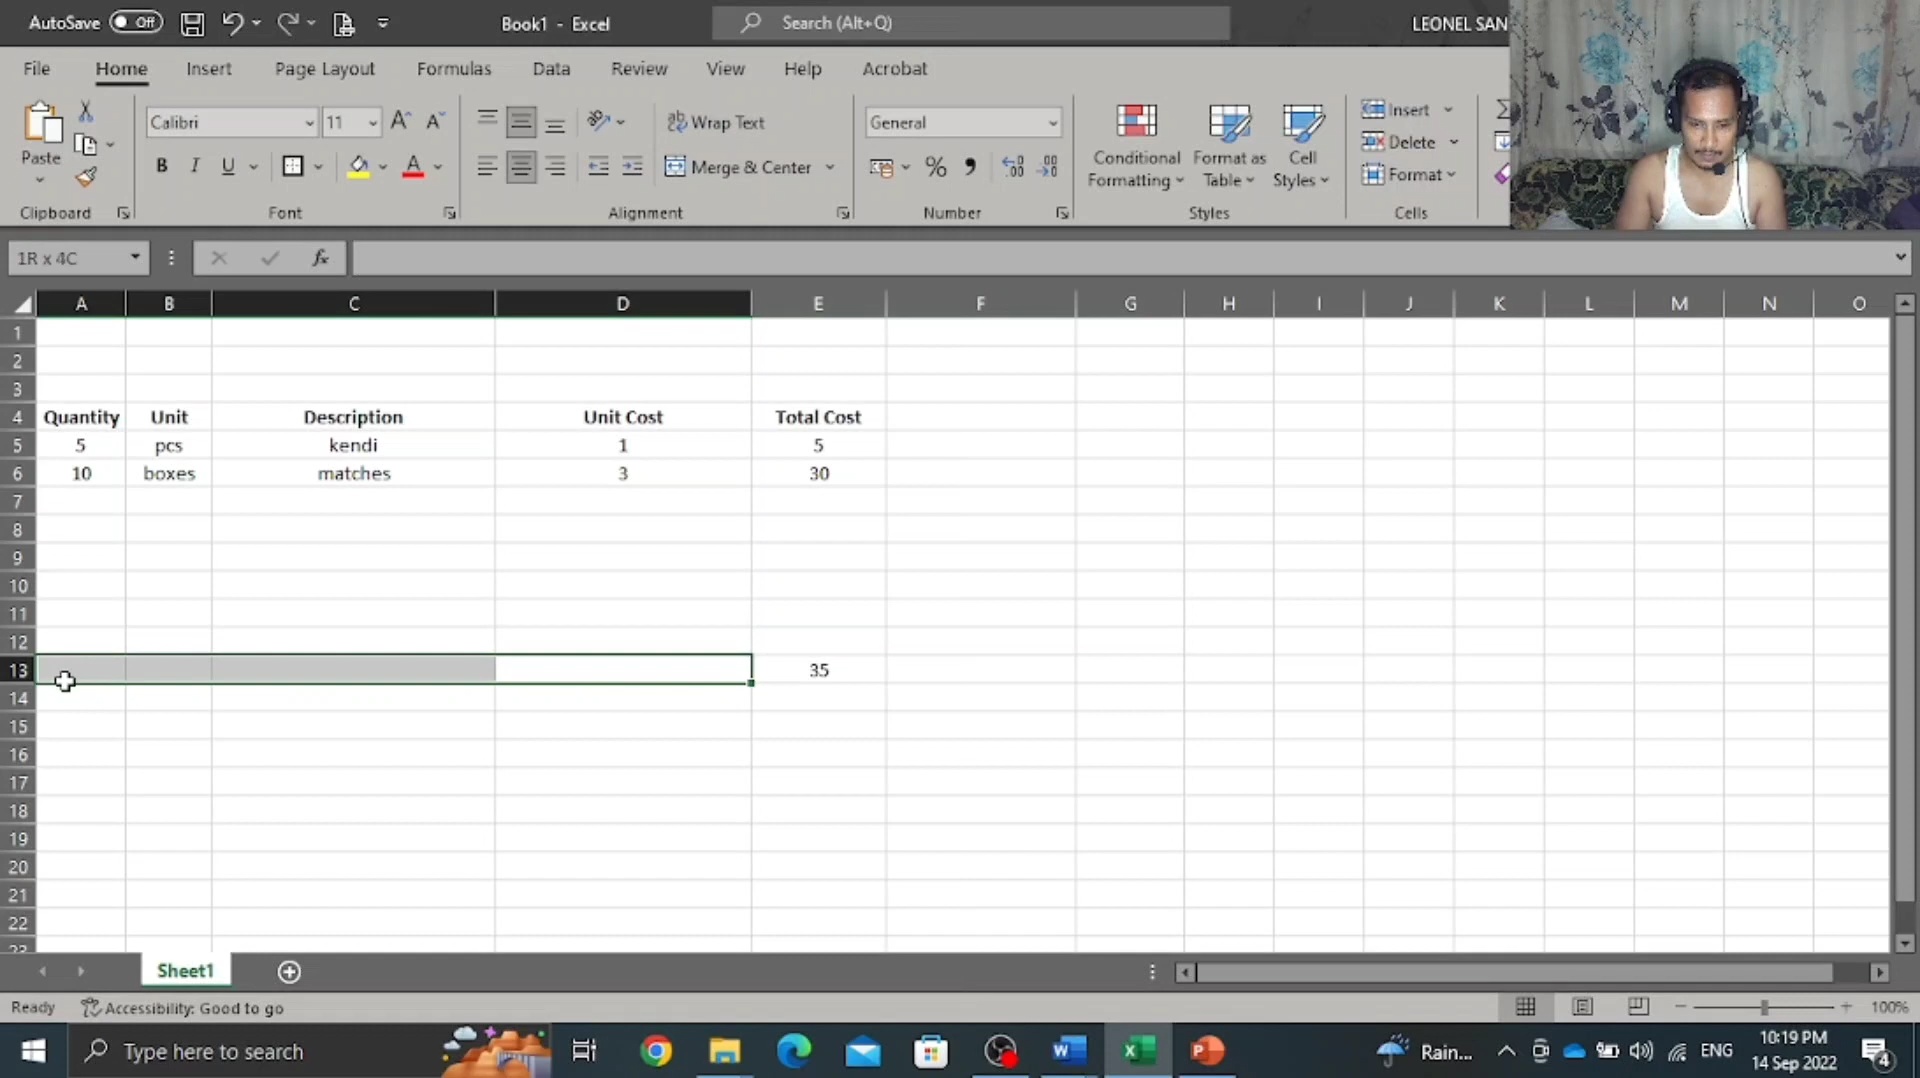 AutoSave Off Book1 - Excel Search (Alt+Q) LEONEL SAN
File Home Insert Page Layout Formulas Data Review View Help Acrobat
Calibri 11 Wrap Text General Insert
Paste B I U Merge & Center % Conditional Formatting Format as Table Cell Styles Delete
Format
Clipboard Font Alignment Number Styles Cells
1R x 4C fx
A B C D E F G H I J K L M N O
1
2
3
4 Quantity Unit Description Unit Cost Total Cost
5 5 pcs kendi 1 5
6 10 boxes matches 3 30
7
8
9
10
11
12
13 35
14
15
16
17
18
19
20
21
22
23
Sheet1
Ready Accessibility: Good to go 100%
Type here to search Rain... ENG 10:19 PM
14 Sep 2022 4